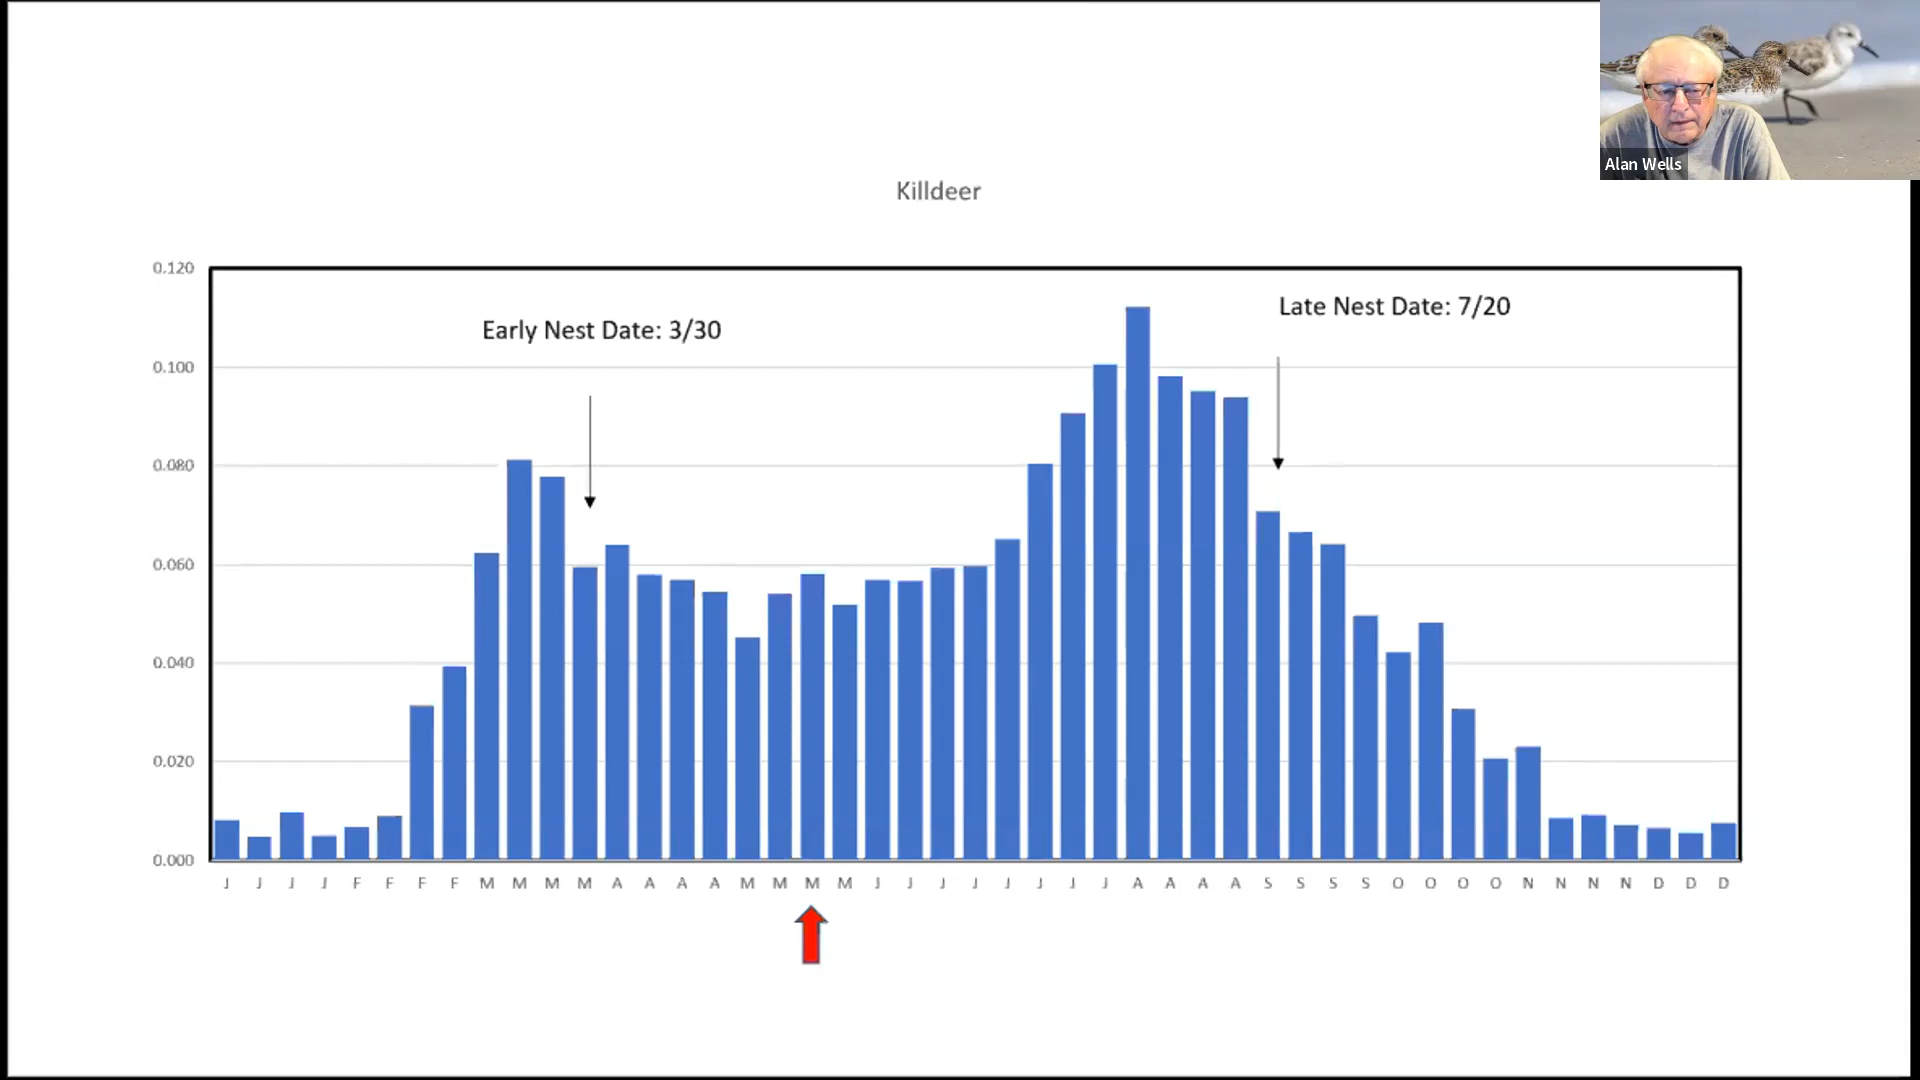 Alan Wells
Killdeer
0.120
Early Nest Date: 3/30
Late Nest Date: 7/20
0.100
0.080
0.060
0.040
0.020
0.000
J J J J F F F F M M M M A A A A M M M M J J J J J J J J A A A A S S S S O O O O N N N N D D D